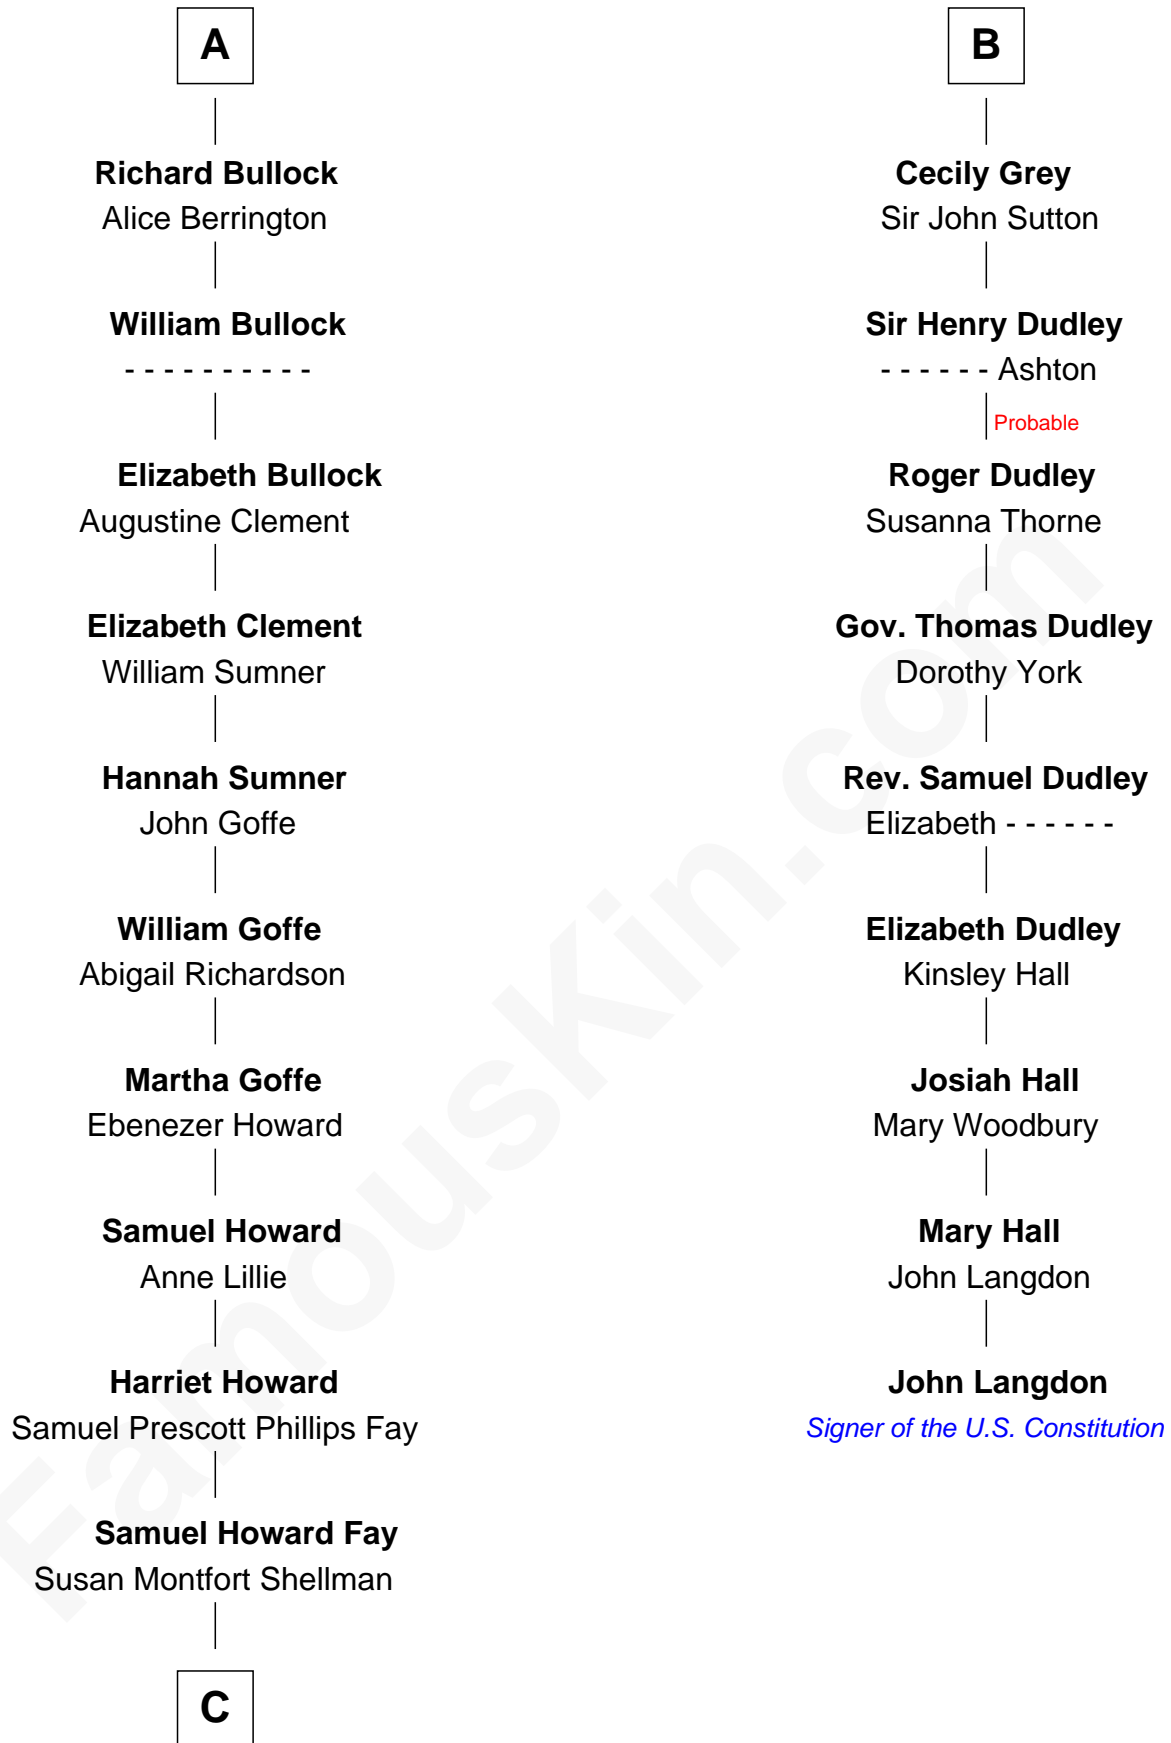 A
Richard Bullock
Alice Berrington
William Bullock
- - - - - - - - - -
Elizabeth Bullock
Augustine Clement
Elizabeth Clement
William Sumner
Hannah Sumner
John Goffe
William Goffe
Abigail Richardson
Martha Goffe
Ebenezer Howard
Samuel Howard
Anne Lillie
Harriet Howard
Samuel Prescott Phillips Fay
Samuel Howard Fay
Susan Montfort Shellman
C
B
Cecily Grey
Sir John Sutton
Sir Henry Dudley
- - - - - - Ashton
Probable
Roger Dudley
Susanna Thorne
Gov. Thomas Dudley
Dorothy York
Rev. Samuel Dudley
Elizabeth - - - - - -
Elizabeth Dudley
Kinsley Hall
Josiah Hall
Mary Woodbury
Mary Hall
John Langdon
John Langdon
Signer of the U.S. Constitution
FamousKin.com